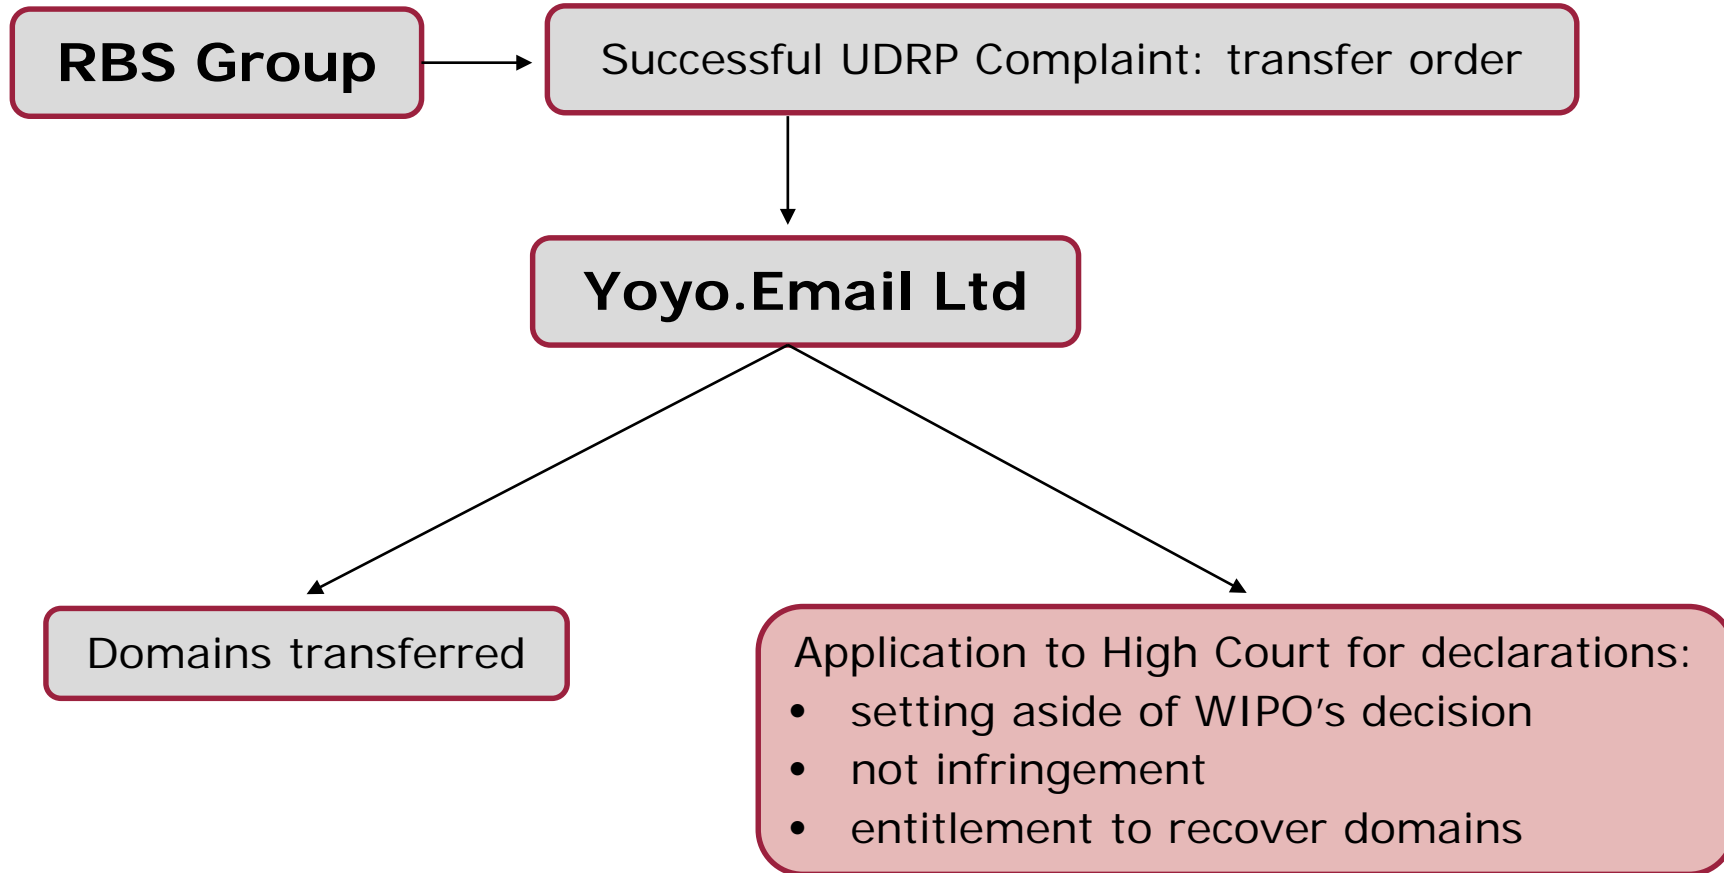 RBS Group
Successful UDRP Complaint: transfer order
Yoyo.Email Ltd
Domains transferred
Application to High Court for declarations:
• setting aside of WIPO’s decision
• not infringement
• entitlement to recover domains